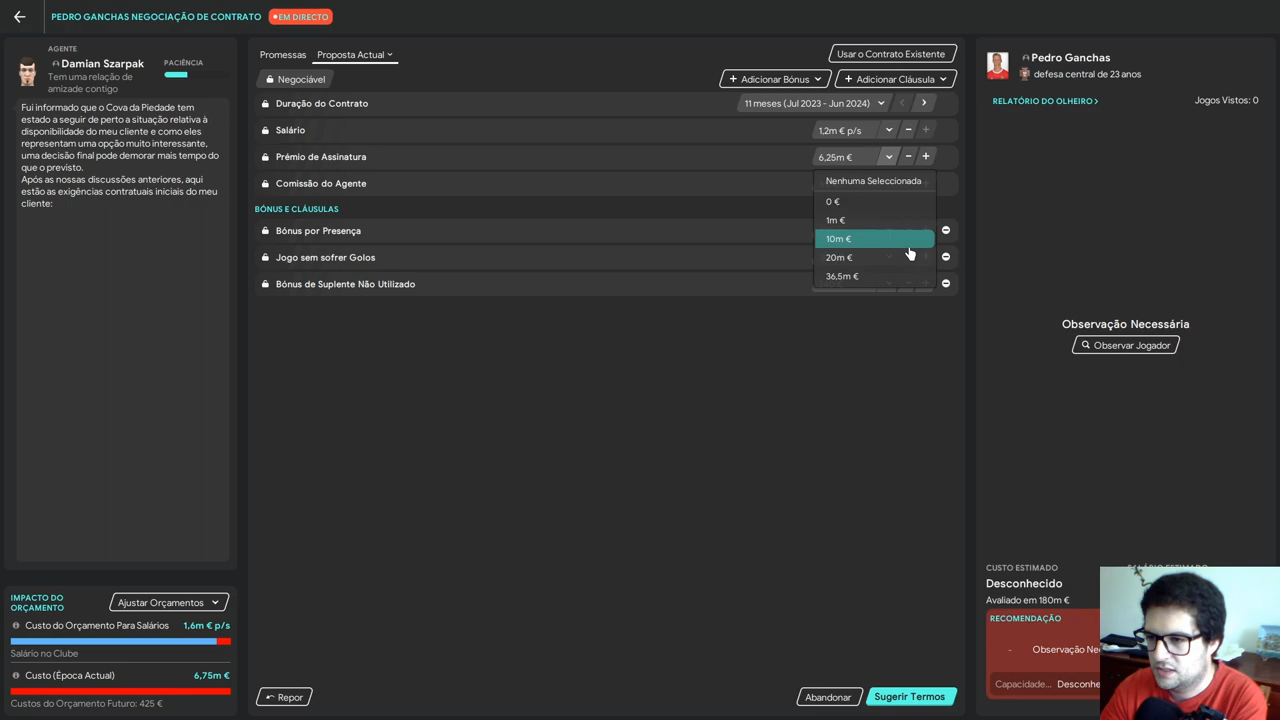 PEDRO GANCHAS NEGOCIAÇÃO DE CONTRATO
EM DIRECTO
AGENTE
Damian Szarpak
Tem uma relação de
amizade contigo
PACIÊNCIA
Fui informado que o Cova da Piedade tem
estado a seguir de perto a situação relativa à
disponibilidade do meu cliente e como eles
representam uma opção muito interessante,
uma decisão final pode demorar mais tempo do
que o previsto.
Após as nossas discussões anteriores, aqui
estão as exigências contratuais iniciais do meu
cliente:
IMPACTO DO
ORÇAMENTO
Ajustar Orçamentos
Custo do Orçamento Para Salários 1,6m € p/s
Salário no Clube
Custo (Época Actual) 6,75m €
Custos do Orçamento Futuro: 425 €
Promessas Proposta Actual
Usar o Contrato Existente
Negociável
Adicionar Bónus
Adicionar Cláusula
Duração do Contrato 11 meses (Jul 2023 - Jun 2024)
Salário 1,2m € p/s
Prémio de Assinatura 6,25m €
Comissão do Agente
Nenhuma Seleccionada
0 €
1m €
10m €
20m €
36,5m €
BÓNUS E CLÁUSULAS
Bónus por Presença
Jogo sem sofrer Golos
Bónus de Suplente Não Utilizado
Repor
Abandonar
Sugerir Termos
Pedro Ganchas
defesa central de 23 anos
RELATÓRIO DO OLHEIRO
Jogos Vistos: 0
Observação Necessária
Observar Jogador
CUSTO ESTIMADO
Desconhecido
Avaliado em 180m €
RECOMENDAÇÃO
-
Capacidade...